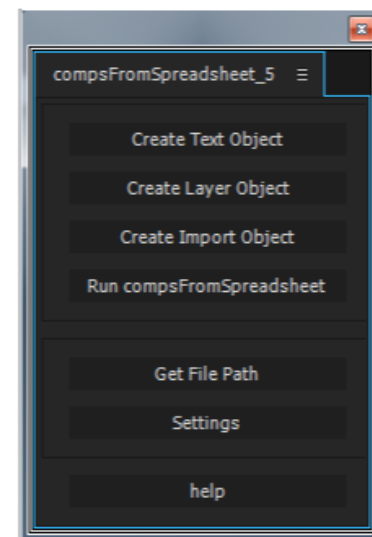 compsFromSpreadsheet_5
Create Text Object
Create Layer Object
Create Import Object
Run compsFromSpreadsheet
Get File Path
Settings
help